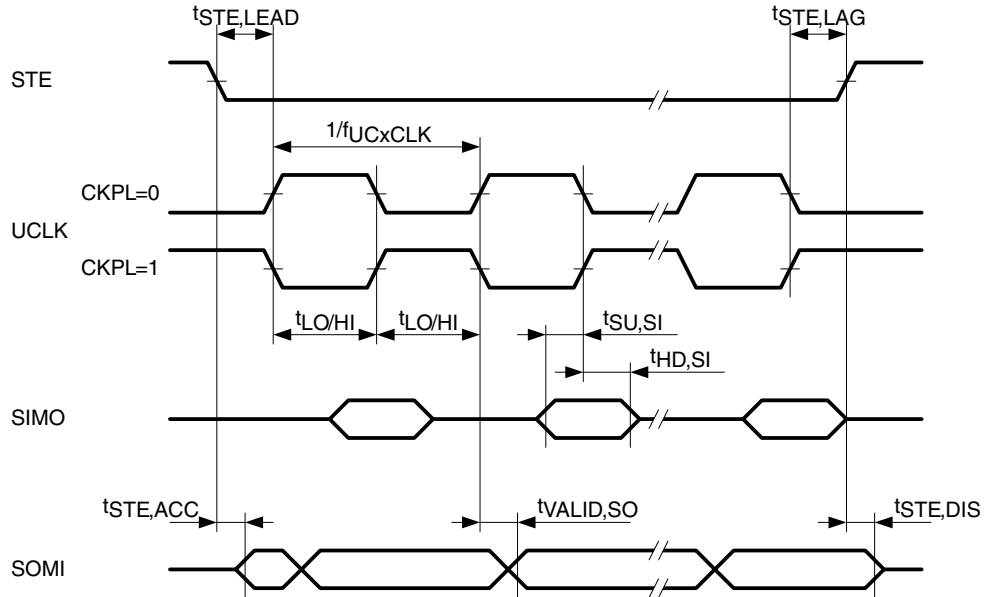 tSTE,LEAD
tSTE,LAG
STE
1/fUCxCLK
CKPL=0
UCLK
CKPL=1
tLO/HI
tLO/HI
tSU,SI
tHD,SI
SIMO
tSTE,ACC
tVALID,SO
tSTE,DIS
SOMI